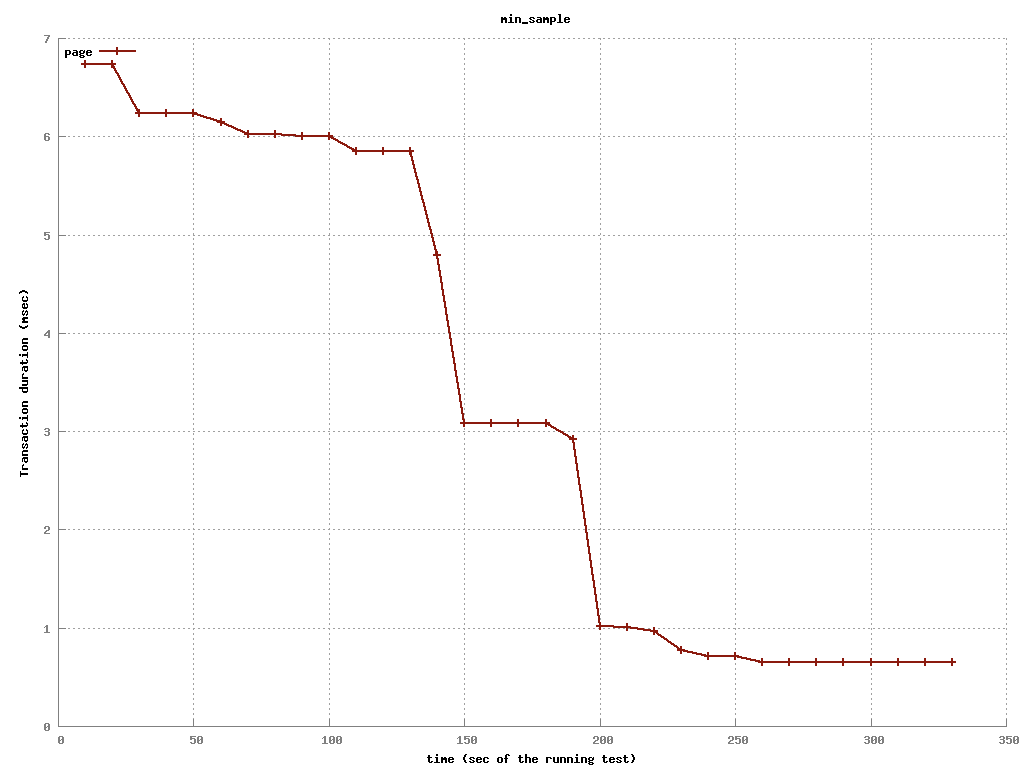 min_sample
page
7
6
5
4
3
2
1
0
Transaction duration (msec)
0 50 100 150 200 250 300 350
time (sec of the running test)